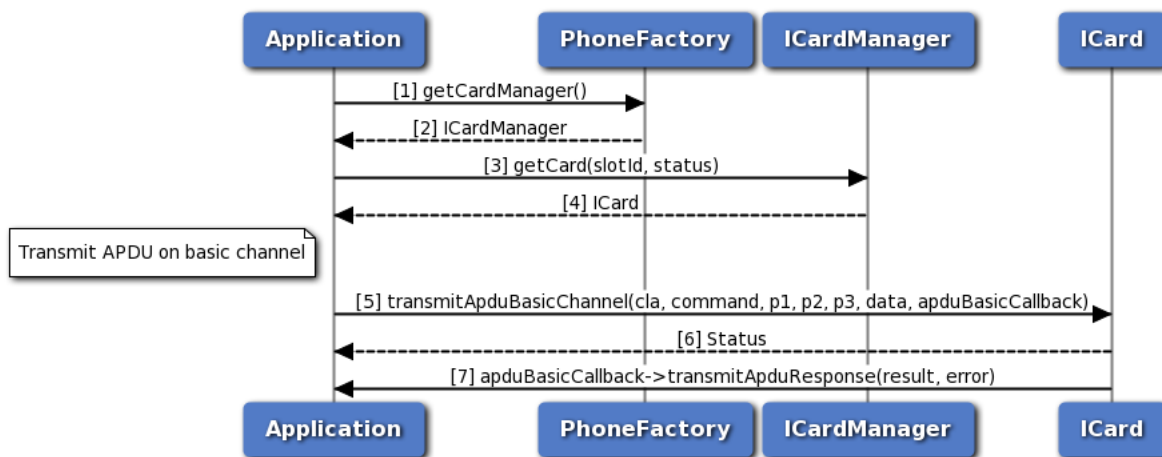 Application PhoneFactory ICardManager ICard
[1] getCardManager()
[2] ICardManager
[3] getCard(slotId, status)
[4] ICard
Transmit APDU on basic channel
[5] transmitApduBasicChannel(cla, command, p1, p2, p3, data, apduBasicCallback)
[6] Status
[7] apduBasicCallback->transmitApduResponse(result, error)
Application PhoneFactory ICardManager ICard